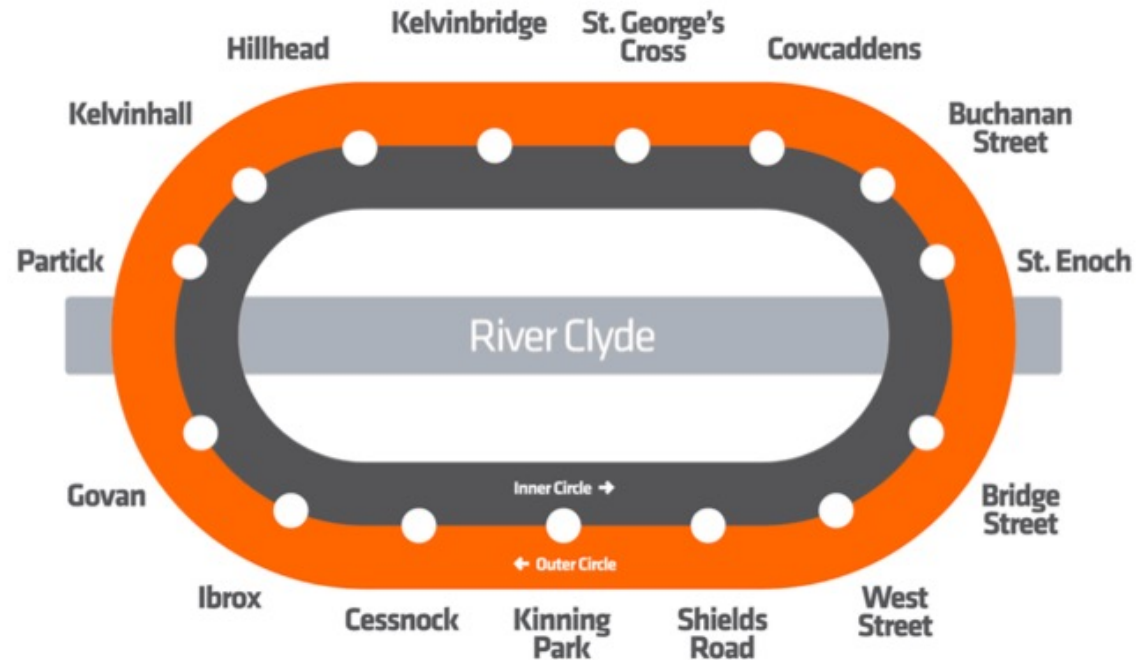 Kelvinbridge
St. George's
Cross
Hillhead
Cowcaddens
Kelvinhall
Buchanan
Street
Partick
St. Enoch
River Clyde
Govan
Inner Circle →
Bridge
Street
← Outer Circle
Ibrox
West
Street
Cessnock
Kinning
Park
Shields
Road